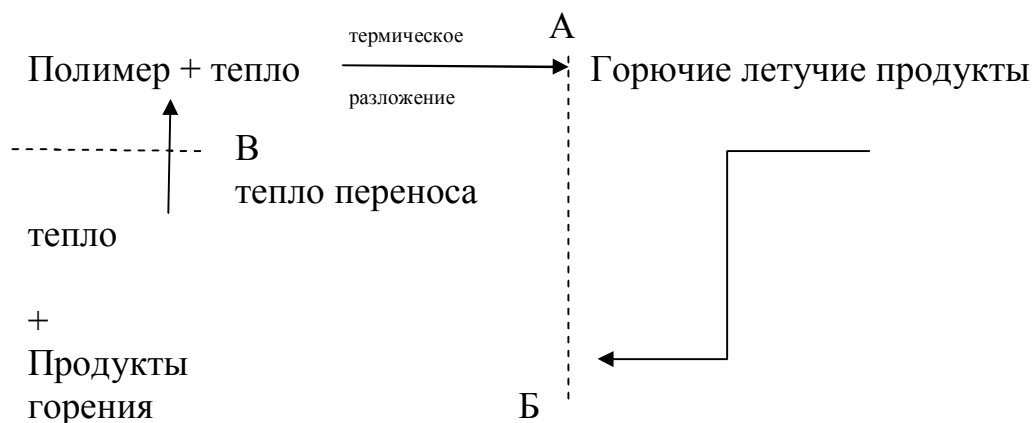 термическое
А
Полимер + тепло
Горючие летучие продукты
разложение
В
тепло переноса
тепло
+
Продукты
горения
Б